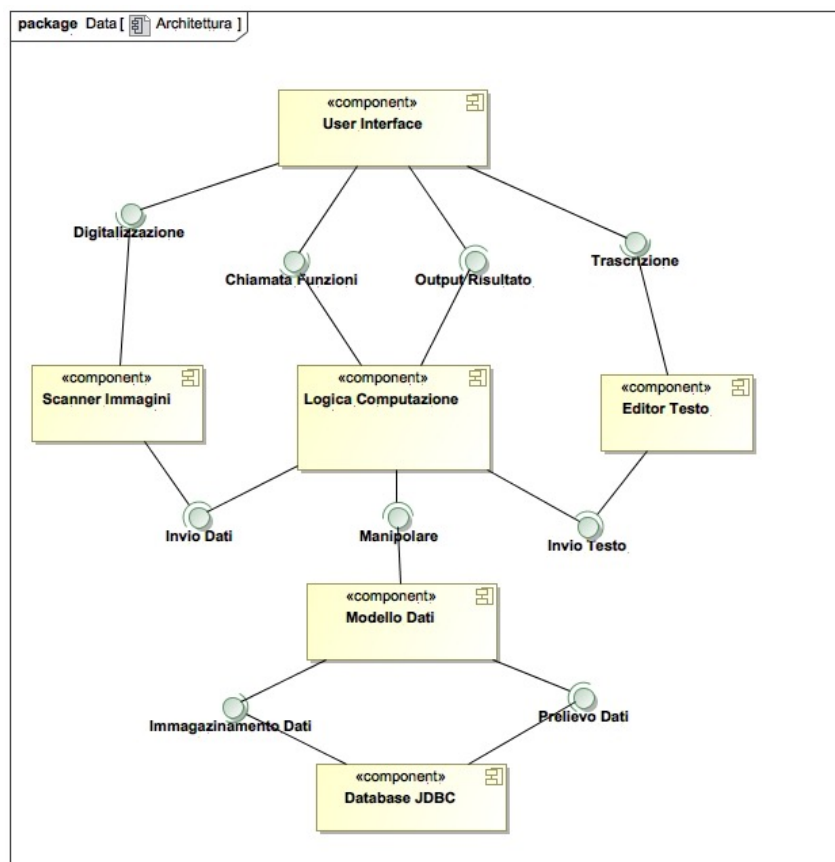 package Data [ Architettura ]
«component»
User Interface
Digitalizzazione
Chiamata Funzioni
Output Risultato
Trascrizione
«component»
Scanner Immagini
«component»
Logica Computazione
«component»
Editor Testo
Invio Dati
Manipolare
Invio Testo
«component»
Modello Dati
Immagazinamento Dati
Prelievo Dati
«component»
Database JDBC